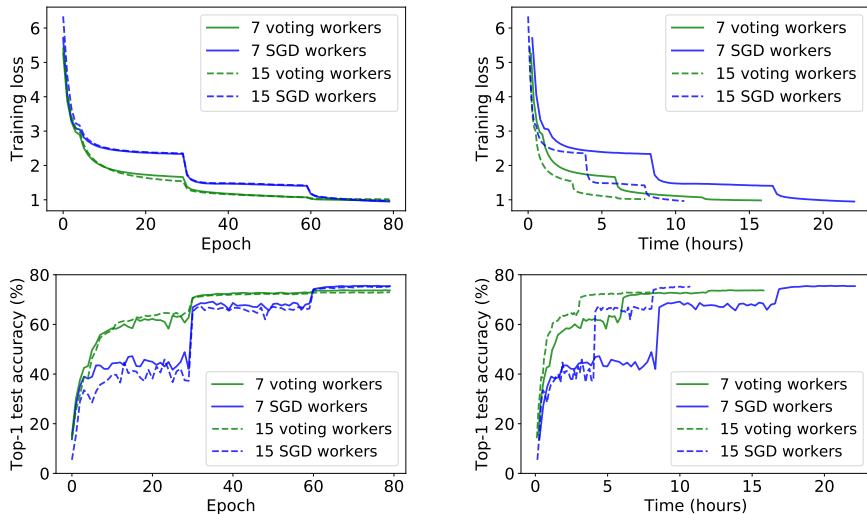 Training loss
6
5
4
3
2
1
0 20 40 60 80
Epoch
7 voting workers
7 SGD workers
15 voting workers
15 SGD workers
Training loss
6
5
4
3
2
1
0 5 10 15 20
Time (hours)
7 voting workers
7 SGD workers
15 voting workers
15 SGD workers
Top-1 test accuracy (%)
80
60
40
20
0
0 20 40 60 80
Epoch
7 voting workers
7 SGD workers
15 voting workers
15 SGD workers
Top-1 test accuracy (%)
80
60
40
20
0
0 5 10 15 20
Time (hours)
7 voting workers
7 SGD workers
15 voting workers
15 SGD workers